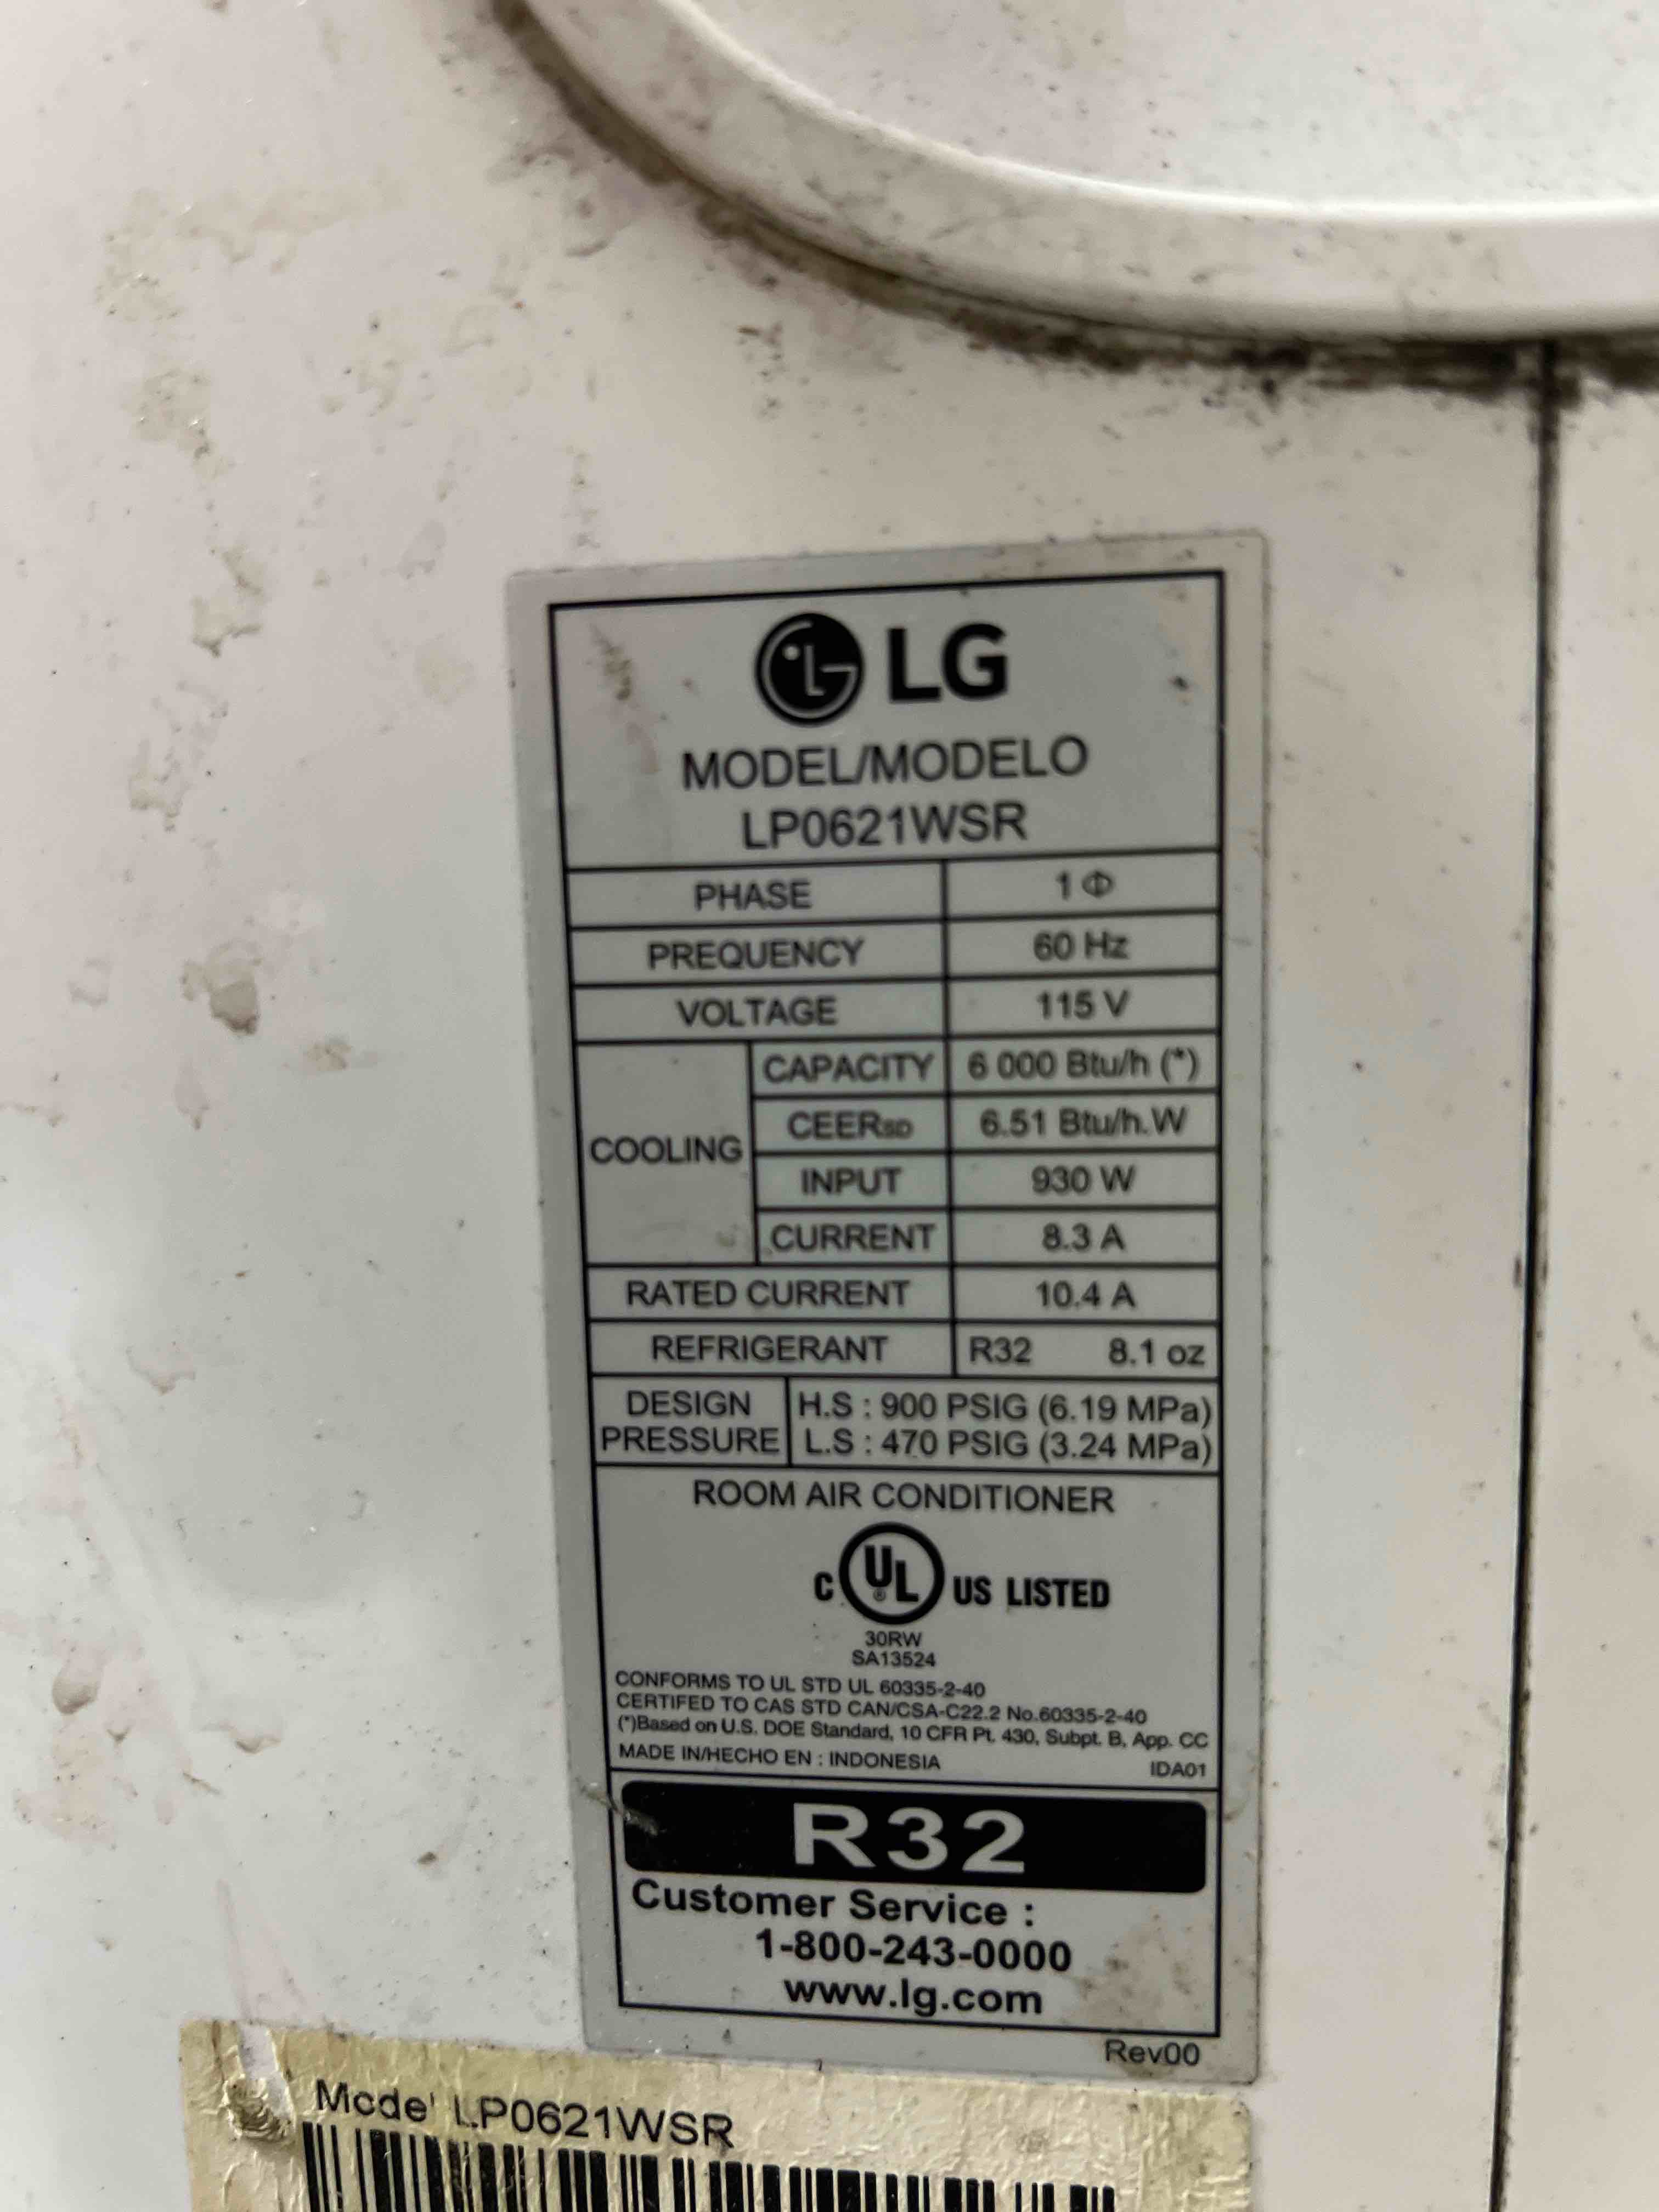 LG
MODEL/MODELO
LP0621WSR
PHASE 1Φ
PREQUENCY 60 Hz
VOLTAGE 115 V
COOLING
CAPACITY 6 000 Btu/h (*)
CEERSD 6.51 Btu/h.W
INPUT 930 W
CURRENT 8.3 A
RATED CURRENT 10.4 A
REFRIGERANT R32 8.1 oz
DESIGN PRESSURE
H.S : 900 PSIG (6.19 MPa)
L.S : 470 PSIG (3.24 MPa)
ROOM AIR CONDITIONER
C UL ® US LISTED
30RW
SA13524
CONFORMS TO UL STD UL 60335-2-40
CERTIFED TO CAS STD CAN/CSA-C22.2 No.60335-2-40
(*)Based on U.S. DOE Standard, 10 CFR Pt. 430, Subpt. B, App. CC
MADE IN/HECHO EN : INDONESIA IDA01
R32
Customer Service :
1-800-243-0000
www.lg.com
Rev00
Model LP0621WSR